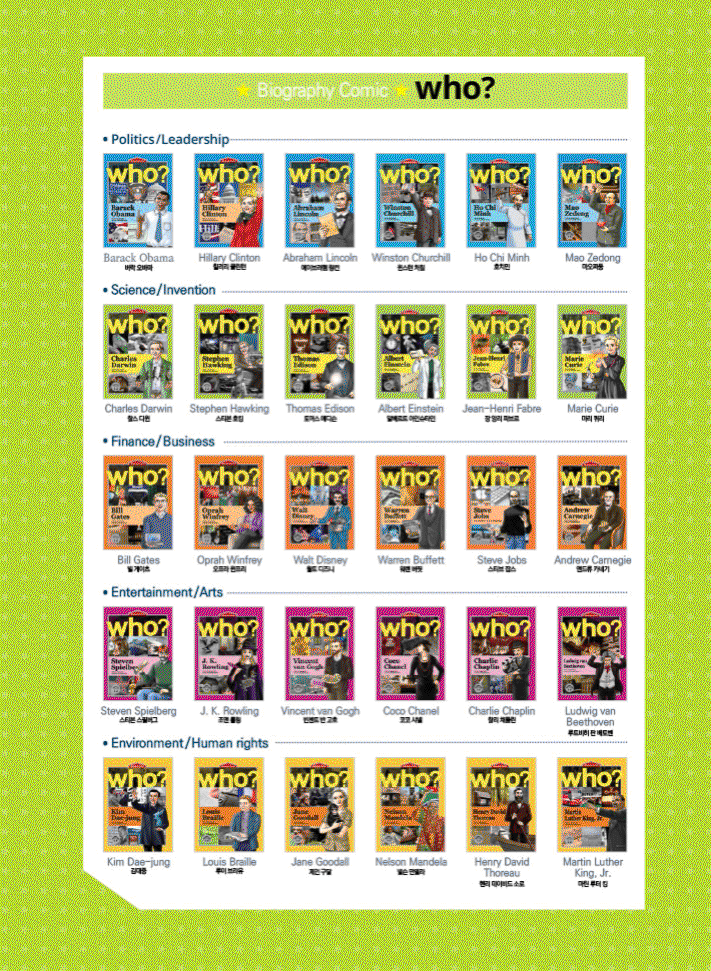 Biography Comic who?
• Politics/Leadership
who? who? who? who? who? who?
Barack Obama
Hillary Clinton
Abraham Lincoln
Winston Churchill
Ho Chi Minh
Mao Zedong
Barack Obama Hillary Clinton Abraham Lincoln Winston Churchill Ho Chi Minh Mao Zedong
버락 오바마 힐러리 클린턴 에이브러햄 링컨 윈스턴 처칠 호치민 마오쩌둥
• Science/Invention
who? who? who? who? who? who?
Charles Darwin
Stephen Hawking
Thomas Edison
Albert Einstein
Jean-Henri Fabre
Marie Curie
Charles Darwin Stephen Hawking Thomas Edison Albert Einstein Jean-Henri Fabre Marie Curie
찰스 다윈 스티븐 호킹 토머스 에디슨 알베르트 아인슈타인 장 앙리 파브르 마리 퀴리
• Finance/Business
who? who? who? who? who? who?
Bill Gates
Oprah Winfrey
Walt Disney
Warren Buffett
Steve Jobs
Andrew Carnegie
Bill Gates Oprah Winfrey Walt Disney Warren Buffett Steve Jobs Andrew Carnegie
빌 게이츠 오프라 윈프리 월트 디즈니 워렌 버핏 스티브 잡스 앤드류 카네기
• Entertainment/Arts
who? who? who? who? who? who?
Steven Spielberg
J. K. Rowling
Vincent van Gogh
Coco Chanel
Charlie Chaplin
Ludwig van Beethoven
Steven Spielberg J. K. Rowling Vincent van Gogh Coco Chanel Charlie Chaplin Ludwig van
Beethoven
스티븐 스필버그 조앤 롤링 빈센트 반 고흐 코코 샤넬 찰리 채플린 루트비히 판 베토벤
• Environment/Human rights
who? who? who? who? who? who?
Kim Dae-jung
Louis Braille
Jane Goodall
Nelson Mandela
Henry David Thoreau
Martin Luther King, Jr.
Kim Dae-jung Louis Braille Jane Goodall Nelson Mandela Henry David Martin Luther
Thoreau King, Jr.
김대중 루이 브라유 제인 구달 넬슨 만델라 헨리 데이비드 소로 마틴 루터 킹